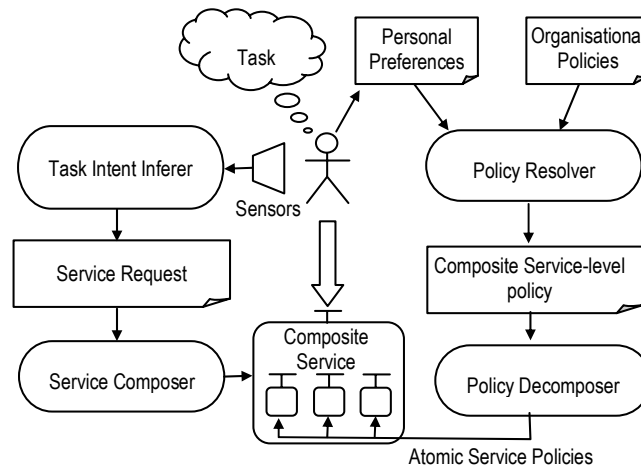 Task
Personal
Preferences
Organisational
Policies
Task Intent Inferer
Sensors
Policy Resolver
Service Request
Composite Service-level
policy
Composite
Service
Service Composer
Policy Decomposer
Atomic Service Policies